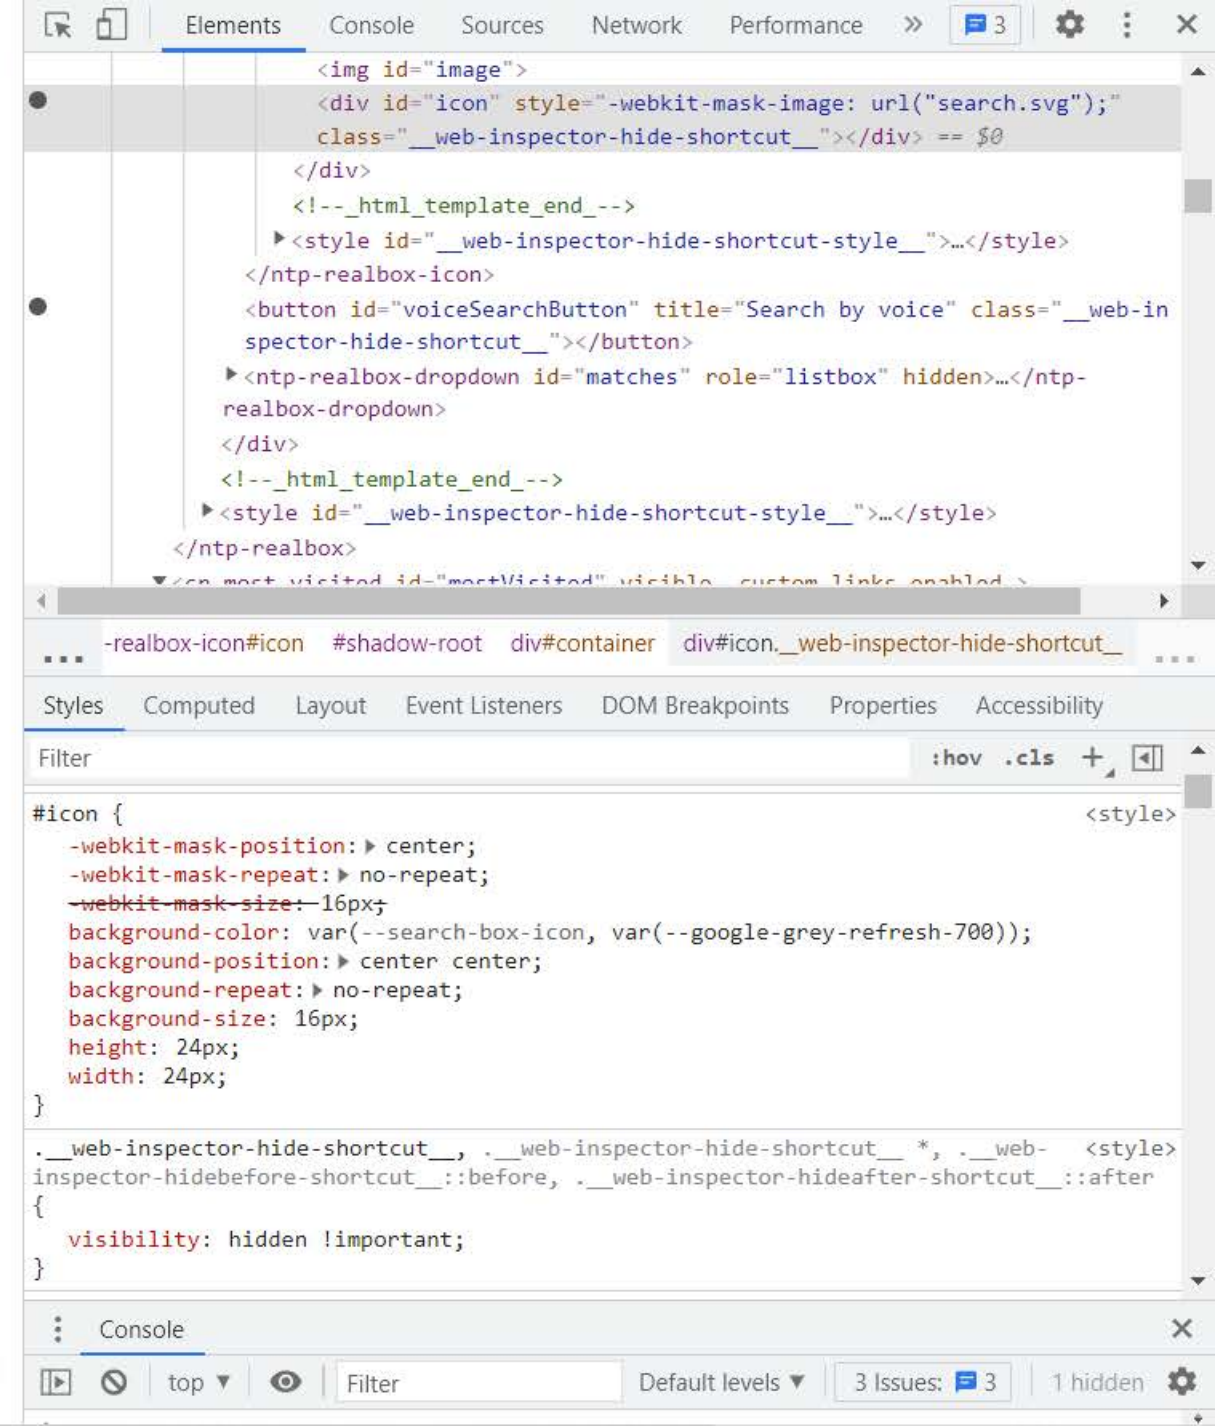 Elements Console Sources Network Performance » 3
<img id="image">
<div id="icon" style="-webkit-mask-image: url("search.svg");"
class="__web-inspector-hide-shortcut__"></div> == $0
</div>
<!--_html_template_end_-->
<style id="__web-inspector-hide-shortcut-style__">…</style>
</ntp-realbox-icon>
<button id="voiceSearchButton" title="Search by voice" class="__web-in
spector-hide-shortcut__"></button>
<ntp-realbox-dropdown id="matches" role="listbox" hidden>…</ntp-
realbox-dropdown>
</div>
<!--_html_template_end_-->
<style id="__web-inspector-hide-shortcut-style__">…</style>
</ntp-realbox>
<cr-most-visited id="mostVisited" visible_ custom_links_enabled_>
... -realbox-icon#icon #shadow-root div#container div#icon.__web-inspector-hide-shortcut__ ...
Styles Computed Layout Event Listeners DOM Breakpoints Properties Accessibility
Filter :hov .cls +
#icon { <style>
-webkit-mask-position: center;
-webkit-mask-repeat: no-repeat;
-webkit-mask-size: 16px;
background-color: var(--search-box-icon, var(--google-grey-refresh-700));
background-position: center center;
background-repeat: no-repeat;
background-size: 16px;
height: 24px;
width: 24px;
}
.__web-inspector-hide-shortcut__, .__web-inspector-hide-shortcut__ *, .__web- <style>
inspector-hidebefore-shortcut__::before, .__web-inspector-hideafter-shortcut__::after
{
visibility: hidden !important;
}
Console
top Filter Default levels 3 Issues: 3 1 hidden